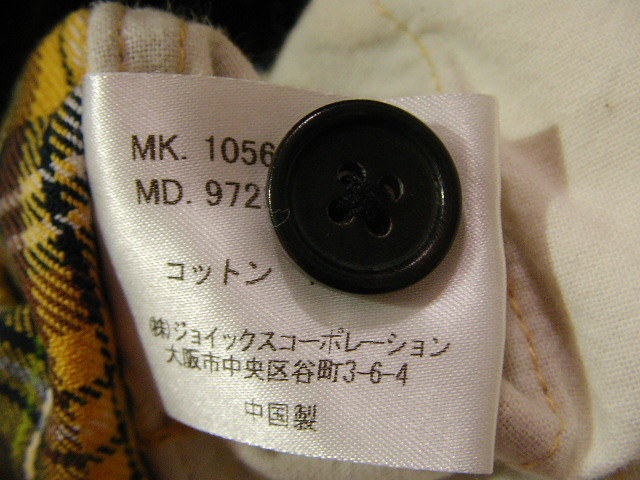 MK. 1056
MD. 972
コットン
㈱ジョイックスコーポレーション
大阪市中央区谷町3-6-4
中国製